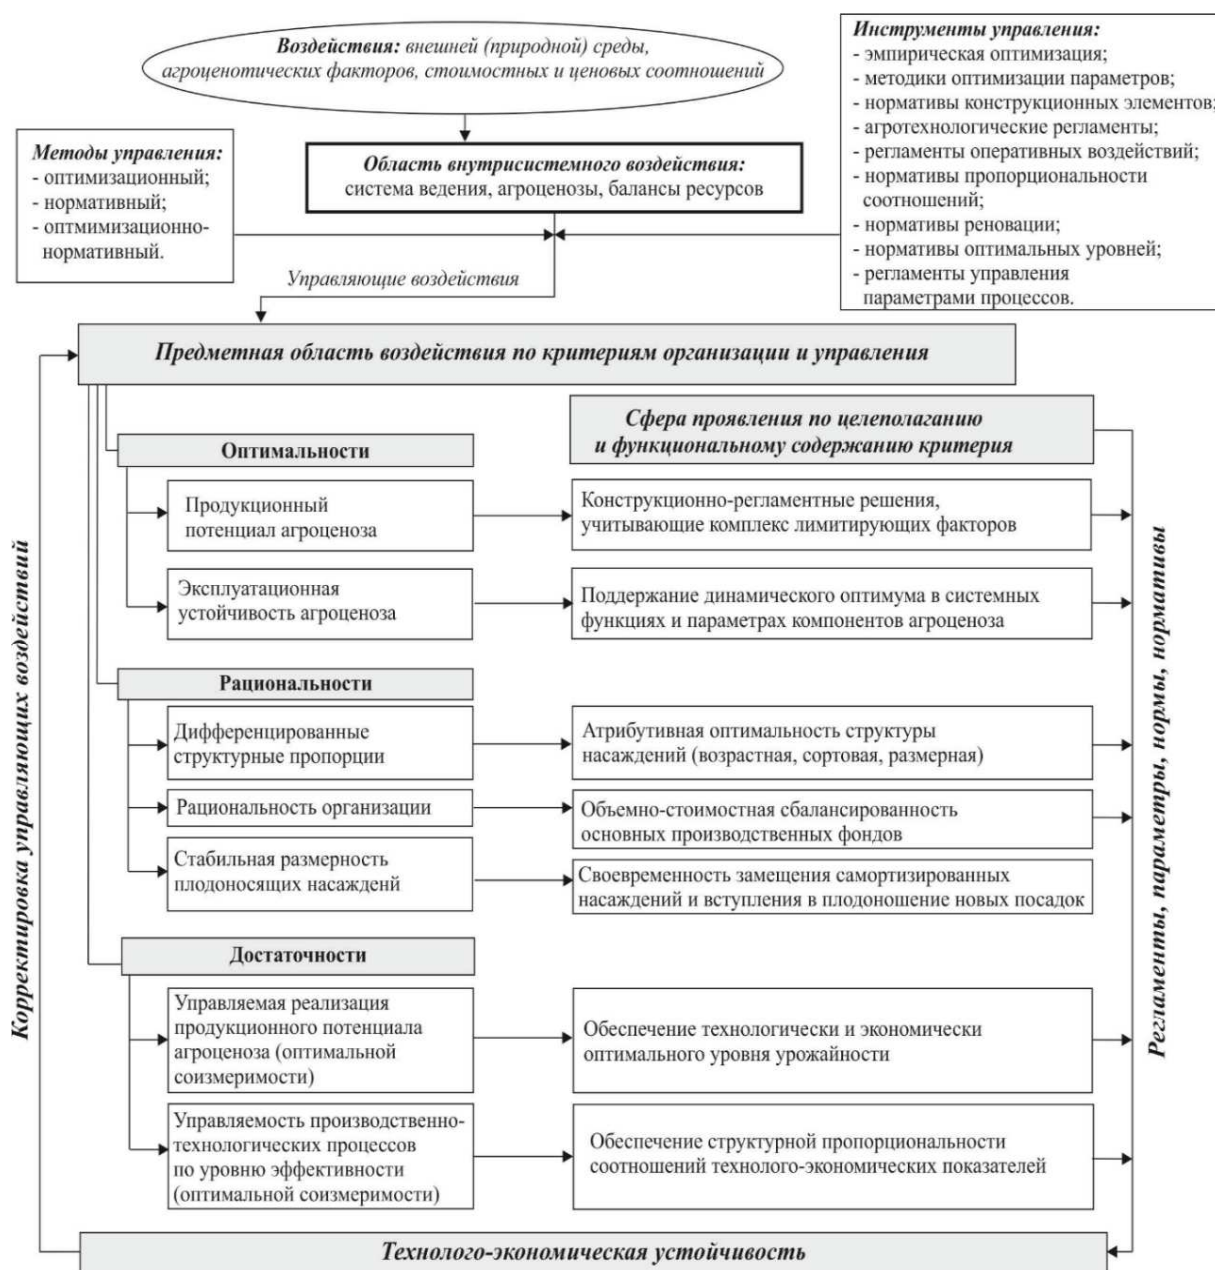 Воздействия: внешней (природной) среды,
агроценотических факторов, стоимостных и ценовых соотношений
Инструменты управления:
- эмпирическая оптимизация;
- методики оптимизации параметров;
- нормативы конструкционных элементов;
- агротехнологические регламенты;
- регламенты оперативных воздействий;
- нормативы пропорциональности
соотношений;
- нормативы реновации;
- нормативы оптимальных уровней;
- регламенты управления
параметрами процессов.
Методы управления:
- оптимизационный;
- нормативный;
- оптмимизационно-
нормативный.
Область внутрисистемного воздействия:
система ведения, агроценозы, балансы ресурсов
Управляющие воздействия
Предметная область воздействия по критериям организации и управления
Сфера проявления по целеполаганию
и функциональному содержанию критерия
Оптимальности
Продукционный
потенциал агроценоза
Конструкционно-регламентные решения,
учитывающие комплекс лимитирующих факторов
Эксплуатационная
устойчивость агроценоза
Поддержание динамического оптимума в системных
функциях и параметрах компонентов агроценоза
Рациональности
Дифференцированные
структурные пропорции
Атрибутивная оптимальность структуры
насаждений (возрастная, сортовая, размерная)
Рациональность организации
Объемно-стоимостная сбалансированность
основных производственных фондов
Стабильная размерность
плодоносящих насажденй
Своевременность замещения самортизированных
насаждений и вступления в плодоношение новых посадок
Достаточности
Управляемая реализация
продукционного потенциала
агроценоза (оптимальной
соизмеримости)
Обеспечение технологически и экономически
оптимального уровня урожайности
Управляемость производственно-
технологических процессов
по уровню эффективности
(оптимальной соизмеримости)
Обеспечение структурной пропорциональности
соотношений технолого-экономических показателей
Корректировка управляющих воздействий
Регламенты, параметры, нормы, нормативы
Технолого-экономическая устойчивость